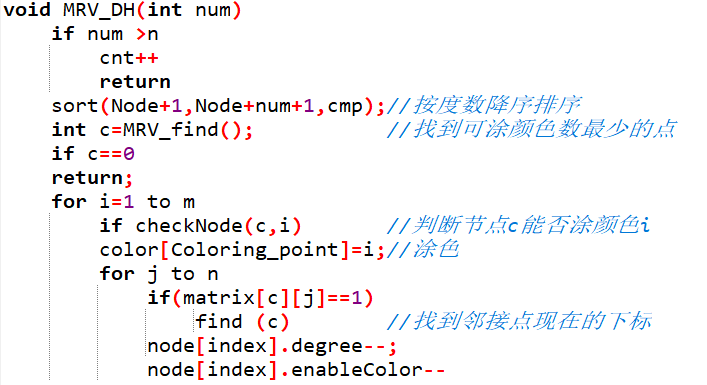 void MRV_DH(int num)
if num >n
cnt++
return
sort(Node+1,Node+num+1,cmp);//按度数降序排序
int c=MRV_find(); //找到可涂颜色数最少的点
if c==0
return;
for i=1 to m
if checkNode(c,i) //判断节点c能否涂颜色i
color[Coloring_point]=i;//涂色
for j to n
if(matrix[c][j]==1)
find (c) //找到邻接点现在的下标
node[index].degree--;
node[index].enableColor--